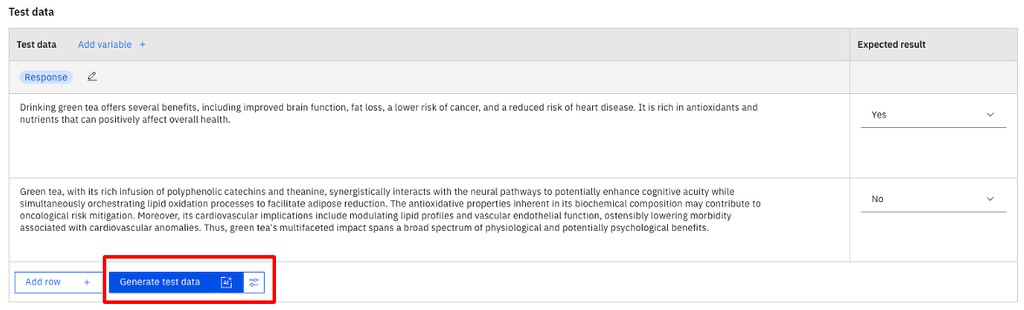 Test data
Test data Add variable + Expected result
Response
Drinking green tea offers several benefits, including improved brain function, fat loss, a lower risk of cancer, and a reduced risk of heart disease. It is rich in antioxidants and
nutrients that can positively affect overall health.
Yes
Green tea, with its rich infusion of polyphenolic catechins and theanine, synergistically interacts with the neural pathways to potentially enhance cognitive acuity while
simultaneously orchestrating lipid oxidation processes to facilitate adipose reduction. The antioxidative properties inherent in its biochemical composition may contribute to
oncological risk mitigation. Moreover, its cardiovascular implications include modulating lipid profiles and vascular endothelial function, ostensibly lowering morbidity
associated with cardiovascular anomalies. Thus, green tea's multifaceted impact spans a broad spectrum of physiological and potentially psychological benefits.
No
Add row + Generate test data AI